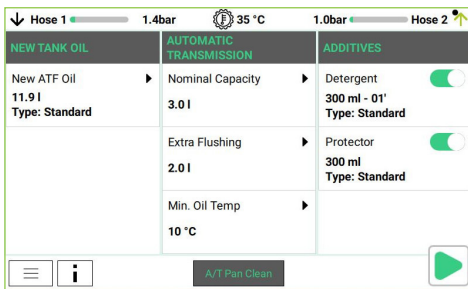 Hose 1 1.4bar 35 °C 1.0bar Hose 2
NEW TANK OIL
New ATF Oil
11.9 l
Type: Standard
AUTOMATIC
TRANSMISSION
Nominal Capacity
3.0 l
Extra Flushing
2.0 l
Min. Oil Temp
10 °C
ADDITIVES
Detergent
300 ml - 01'
Type: Standard
Protector
300 ml
Type: Standard
i
A/T Pan Clean